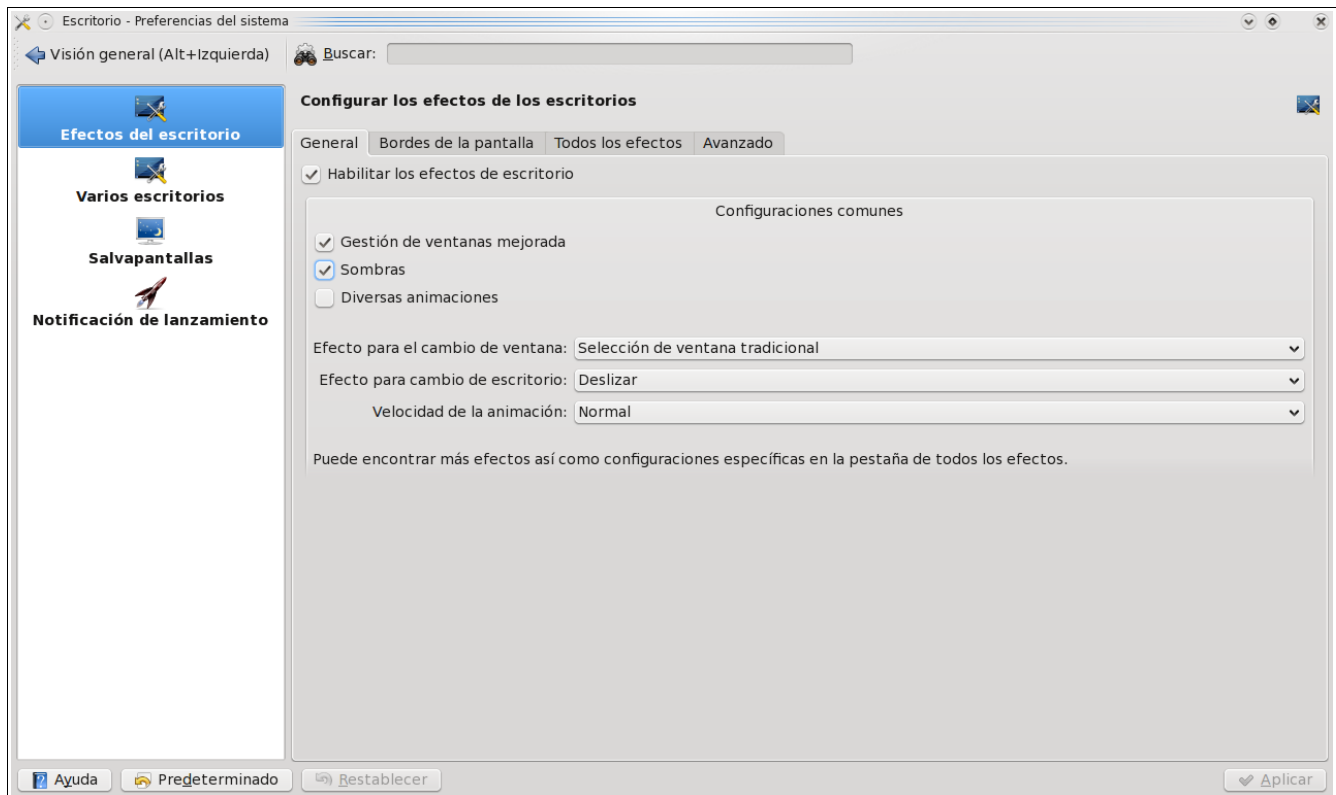 Escritorio - Preferencias del sistema
Visión general (Alt+Izquierda)
Buscar:
Efectos del escritorio
Varios escritorios
Salvapantallas
Notificación de lanzamiento
Configurar los efectos de los escritorios
General Bordes de la pantalla Todos los efectos Avanzado
Habilitar los efectos de escritorio
Configuraciones comunes
Gestión de ventanas mejorada
Sombras
Diversas animaciones
Efecto para el cambio de ventana: Selección de ventana tradicional
Efecto para cambio de escritorio: Deslizar
Velocidad de la animación: Normal
Puede encontrar más efectos así como configuraciones específicas en la pestaña de todos los efectos.
Ayuda Predeterminado Restablecer Aplicar